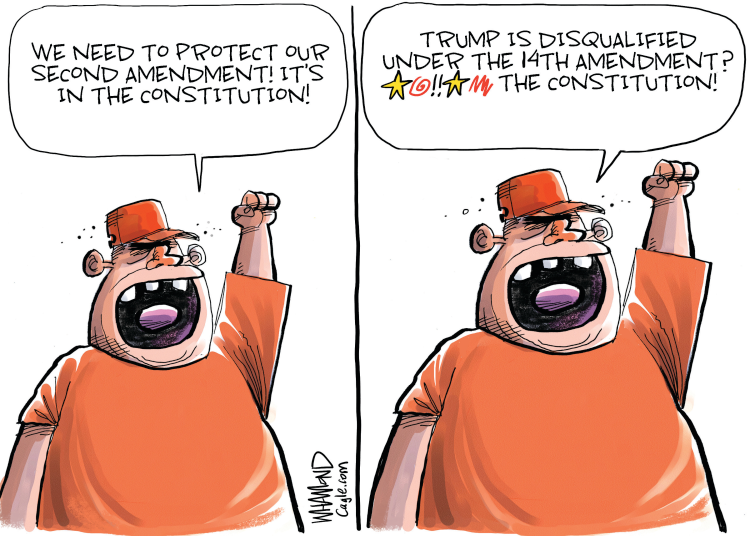 WE NEED TO PROTECT OUR
SECOND AMENDMENT! IT'S
IN THE CONSTITUTION!
TRUMP IS DISQUALIFIED
UNDER THE 14TH AMENDMENT?
!! THE CONSTITUTION!
WHAMOND
Cagle.com